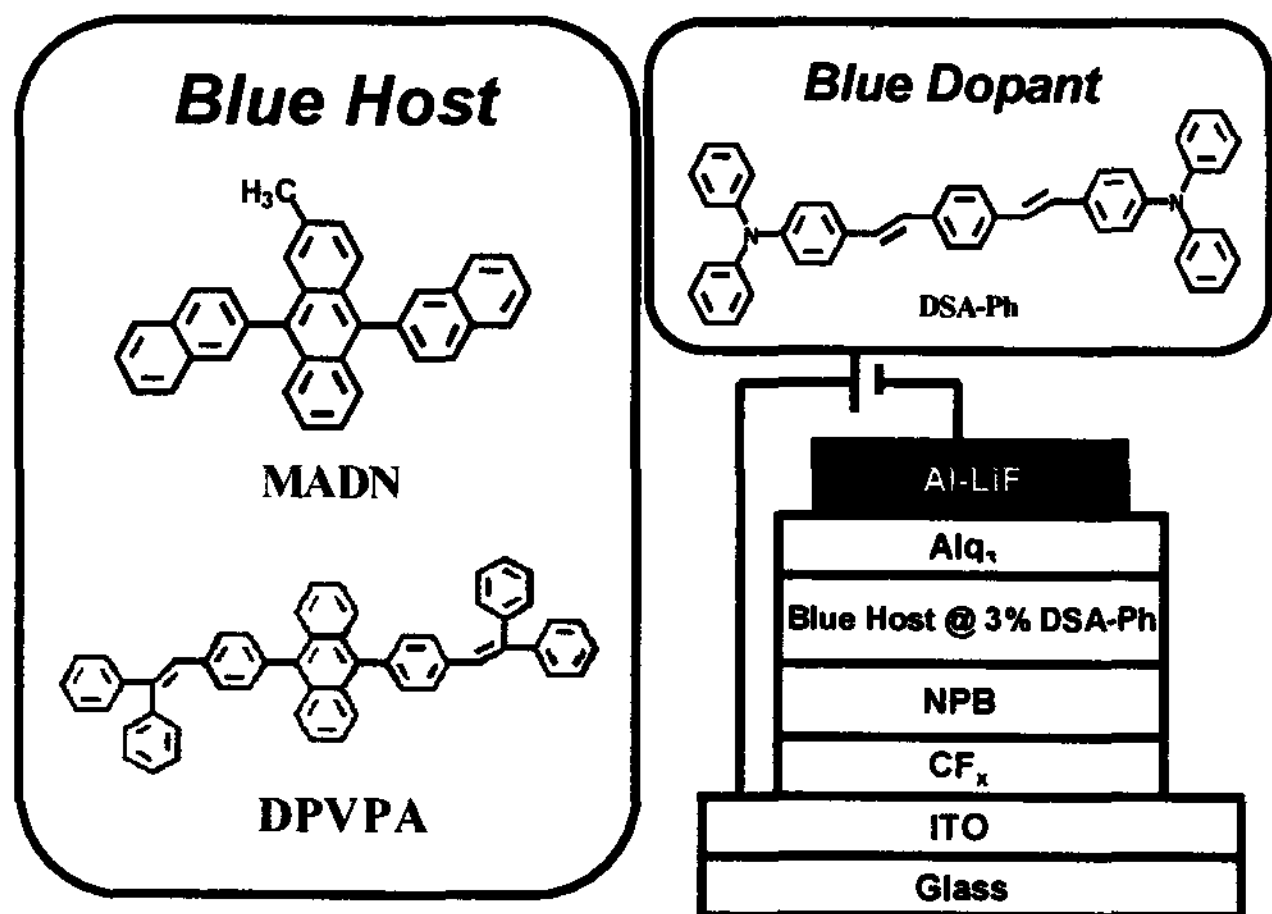 Blue Host
H₃C
MADN
DPVPA
Blue Dopant
N
N
DSA-Ph
Al-LiF
Alq₃
Blue Host @ 3% DSA-Ph
NPB
CFₓ
ITO
Glass